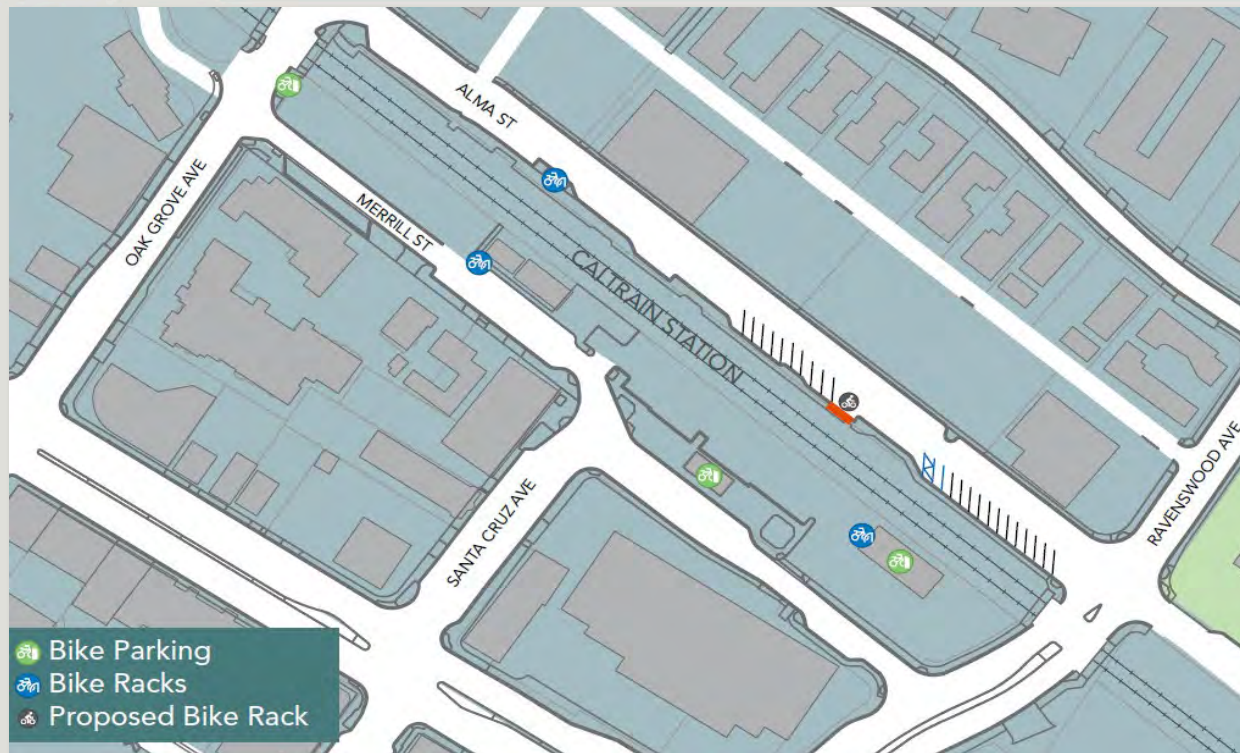 ALMA ST
OAK GROVE AVE
MERRILL ST
CALTRAIN STATION
RAVENSWOOD AVE
SANTA CRUZ AVE
Bike Parking
Bike Racks
Proposed Bike Rack